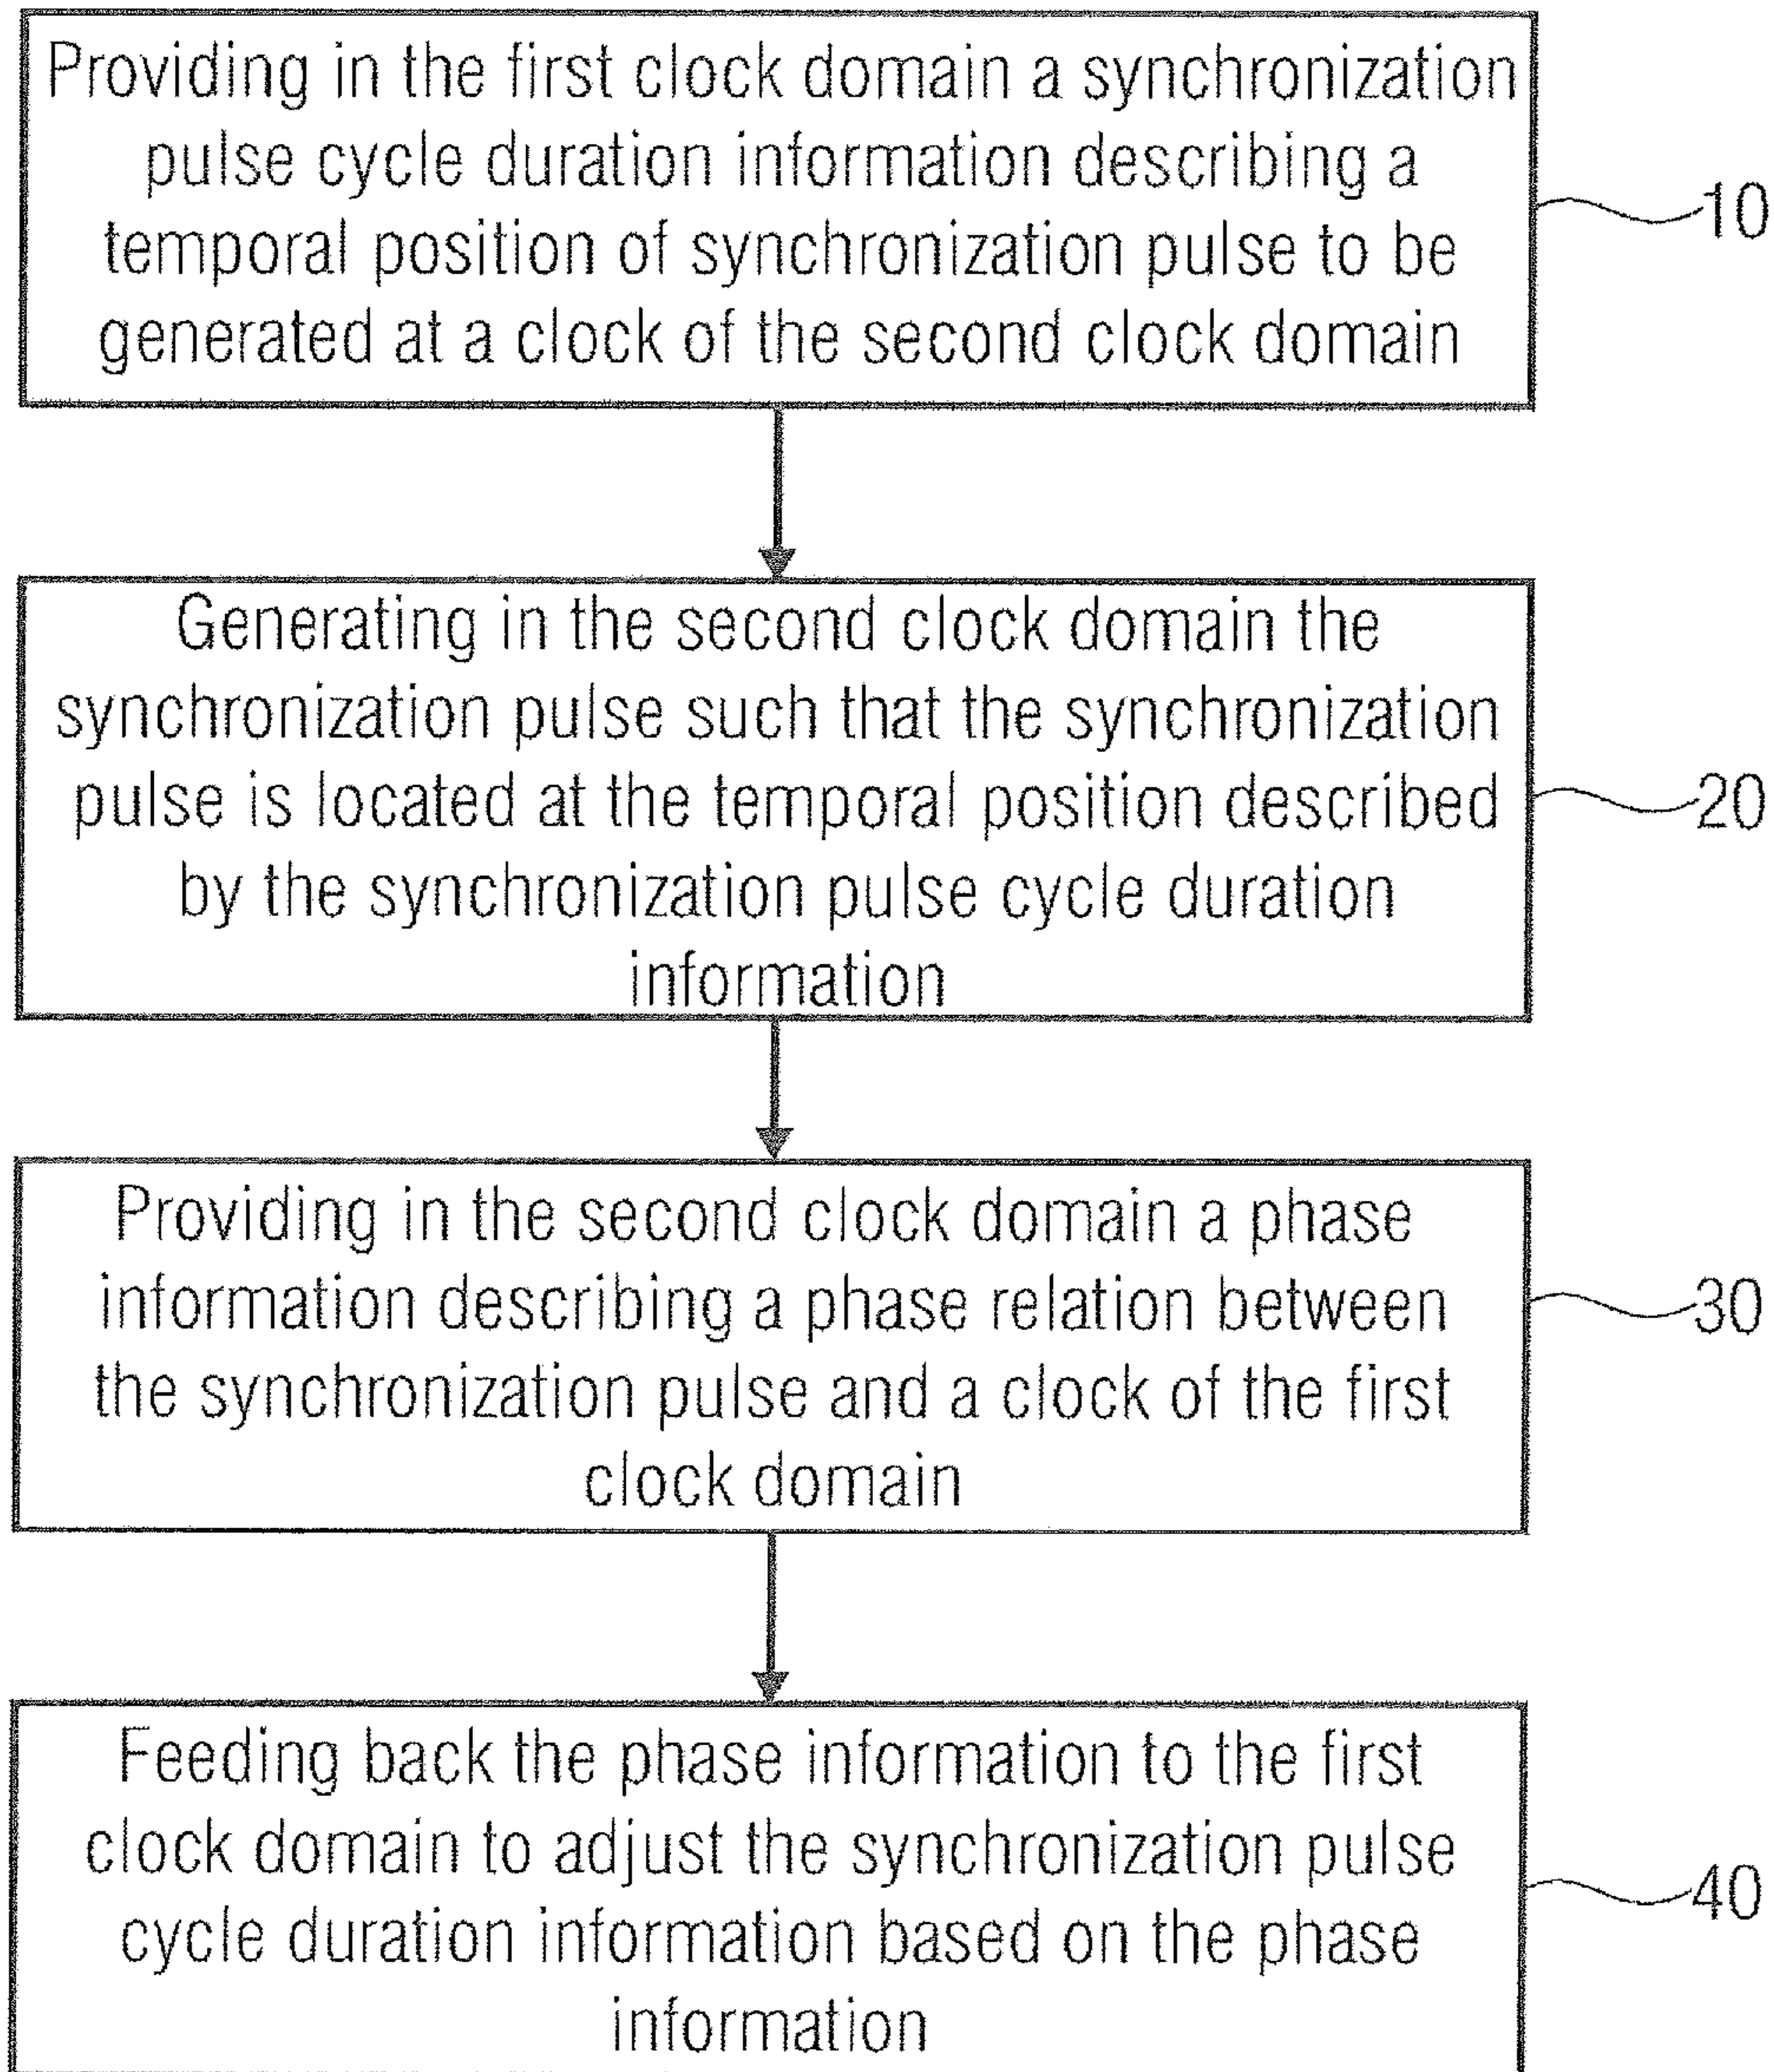 Providing in the first clock domain a synchronization
pulse cycle duration information describing a
temporal position of synchronization pulse to be
generated at a clock of the second clock domain
10
Generating in the second clock domain the
synchronization pulse such that the synchronization
pulse is located at the temporal position described
by the synchronization pulse cycle duration
information
20
Providing in the second clock domain a phase
information describing a phase relation between
the synchronization pulse and a clock of the first
clock domain
30
Feeding back the phase information to the first
clock domain to adjust the synchronization pulse
cycle duration information based on the phase
information
40